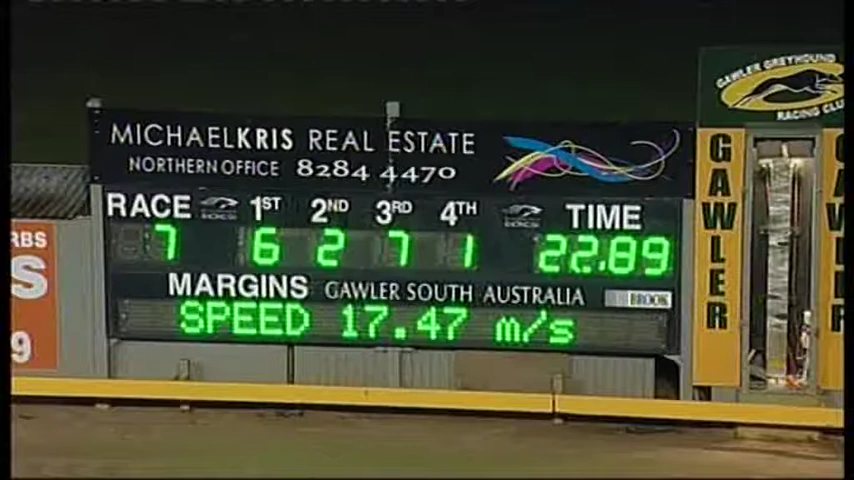 GAWLER GREYHOUND
RACING CLUB
MICHAELKRIS REAL ESTATE
NORTHERN OFFICE 8284 4470
RACE 1ST 2ND 3RD 4TH TIME
7 6 2 7 1 22.89
MARGINS GAWLER SOUTH AUSTRALIA BROOK
SPEED 17.47 m/s
GAWLER
RBS
S
9